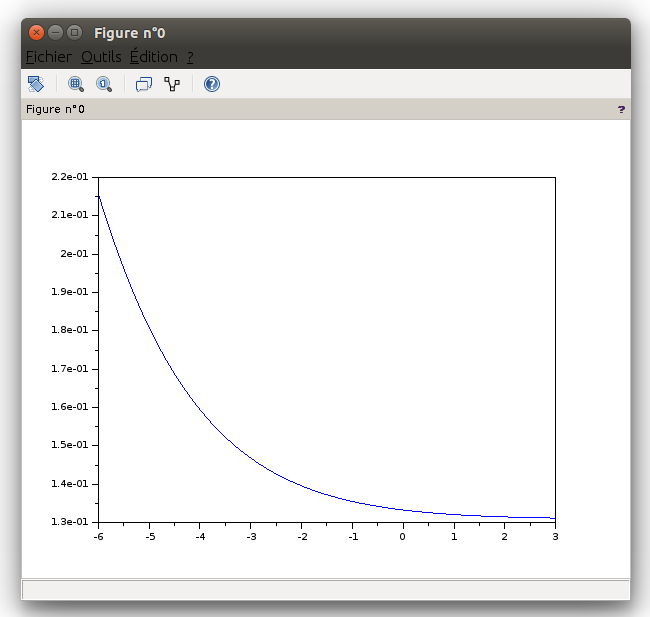 Figure n°0
Fichier Outils Édition ?
Figure n°0 ?
2.2e-01
2.1e-01
2e-01
1.9e-01
1.8e-01
1.7e-01
1.6e-01
1.5e-01
1.4e-01
1.3e-01
-6 -5 -4 -3 -2 -1 0 1 2 3